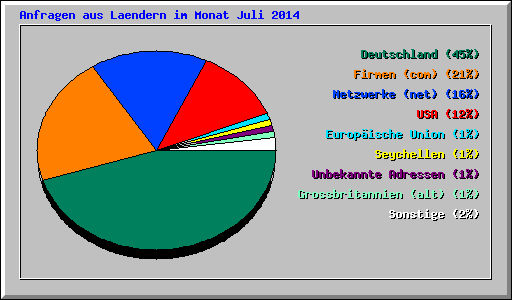 Anfragen aus Laendern im Monat Juli 2014
Deutschland (45%)
Firmen (com) (21%)
Netzwerke (net) (16%)
USA (12%)
Europäische Union (1%)
Seychellen (1%)
Unbekannte Adressen (1%)
Grossbritannien (alt) (1%)
Sonstige (2%)